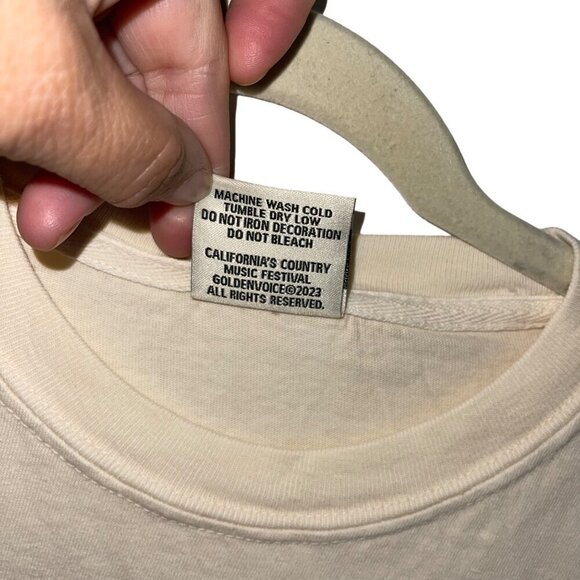 MACHINE WASH COLD
TUMBLE DRY LOW
DO NOT IRON DECORATION
DO NOT BLEACH
CALIFORNIA'S COUNTRY
MUSIC FESTIVAL
GOLDENVOICE©2023
ALL RIGHTS RESERVED.